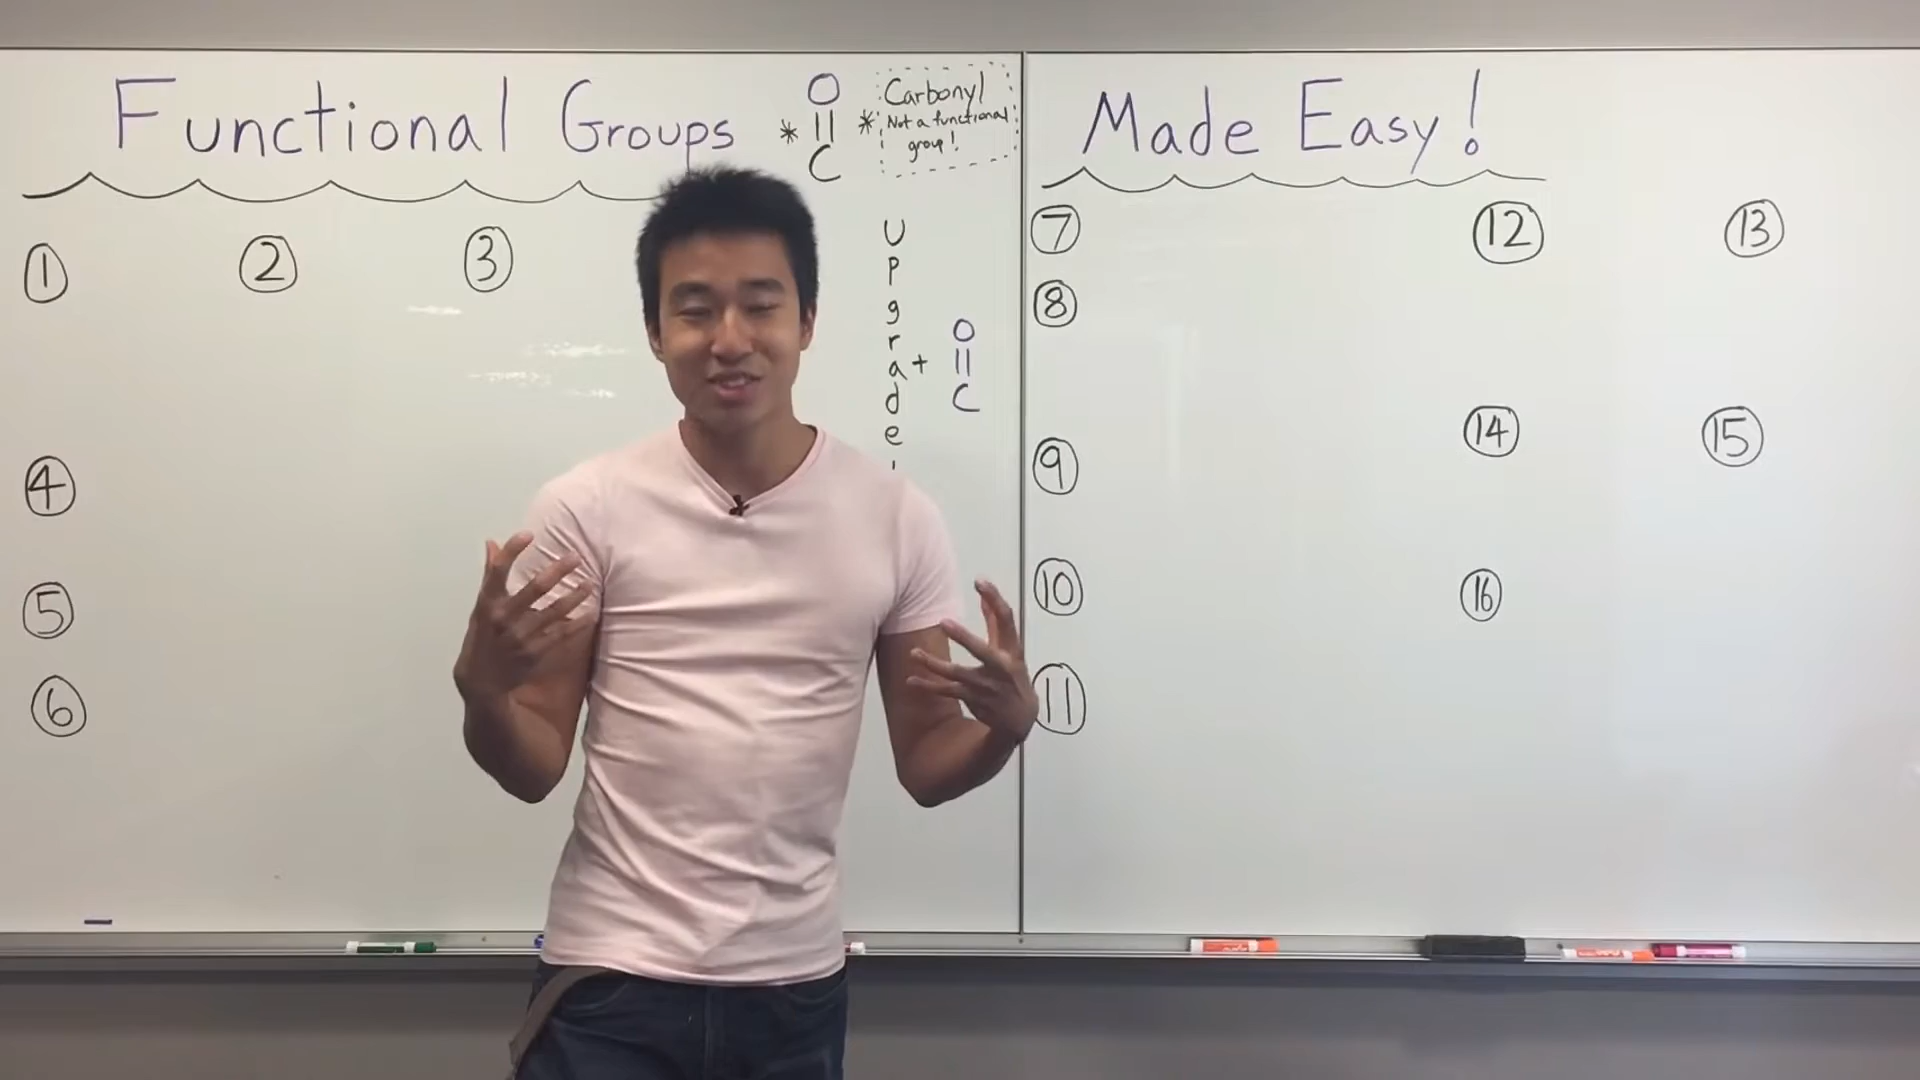 Functional Groups
* O
||
C
Carbonyl
* Not a functional
group!
Made Easy!
1 2 3
4
5
6
Upgrade
+ O
||
C
7 12 13
8
14 15
9
10 16
11